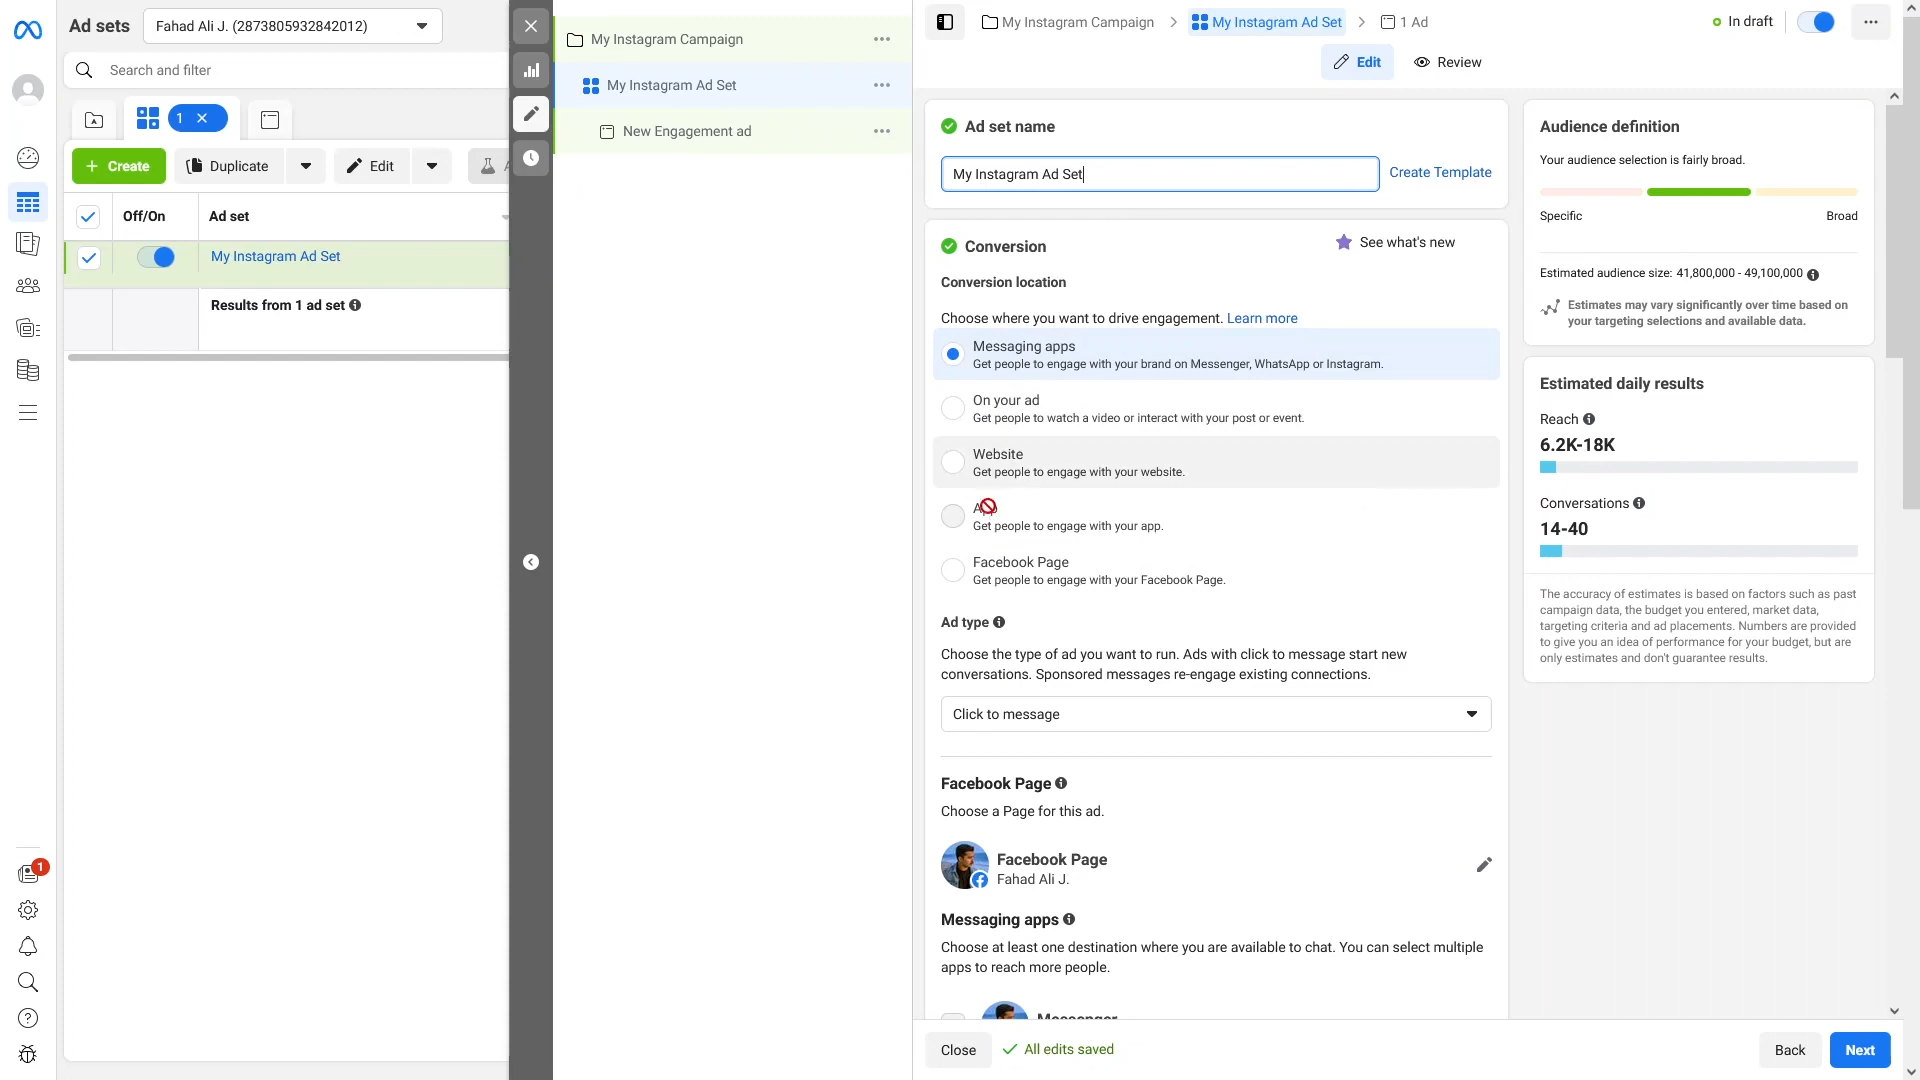 Ad sets
Fahad Ali J. (2873805932842012)
Search and filter
1
Create
Duplicate
Edit
Off/On
Ad set
My Instagram Ad Set
Results from 1 ad set
1
My Instagram Campaign
My Instagram Ad Set
New Engagement ad
My Instagram Campaign
My Instagram Ad Set
1 Ad
In draft
Edit
Review
Ad set name
My Instagram Ad Set
Create Template
Conversion
See what's new
Conversion location
Choose where you want to drive engagement. Learn more
Messaging apps
Get people to engage with your brand on Messenger, WhatsApp or Instagram.
On your ad
Get people to watch a video or interact with your post or event.
Website
Get people to engage with your website.
App
Get people to engage with your app.
Facebook Page
Get people to engage with your Facebook Page.
Ad type
Choose the type of ad you want to run. Ads with click to message start new
conversations. Sponsored messages re-engage existing connections.
Click to message
Facebook Page
Choose a Page for this ad.
Facebook Page
Fahad Ali J.
Messaging apps
Choose at least one destination where you are available to chat. You can select multiple
apps to reach more people.
Messenger
Close
All edits saved
Back
Next
Audience definition
Your audience selection is fairly broad.
Specific
Broad
Estimated audience size: 41,800,000 - 49,100,000
Estimates may vary significantly over time based on
your targeting selections and available data.
Estimated daily results
Reach
6.2K-18K
Conversations
14-40
The accuracy of estimates is based on factors such as past
campaign data, the budget you entered, market data,
targeting criteria and ad placements. Numbers are provided
to give you an idea of performance for your budget, but are
only estimates and don't guarantee results.